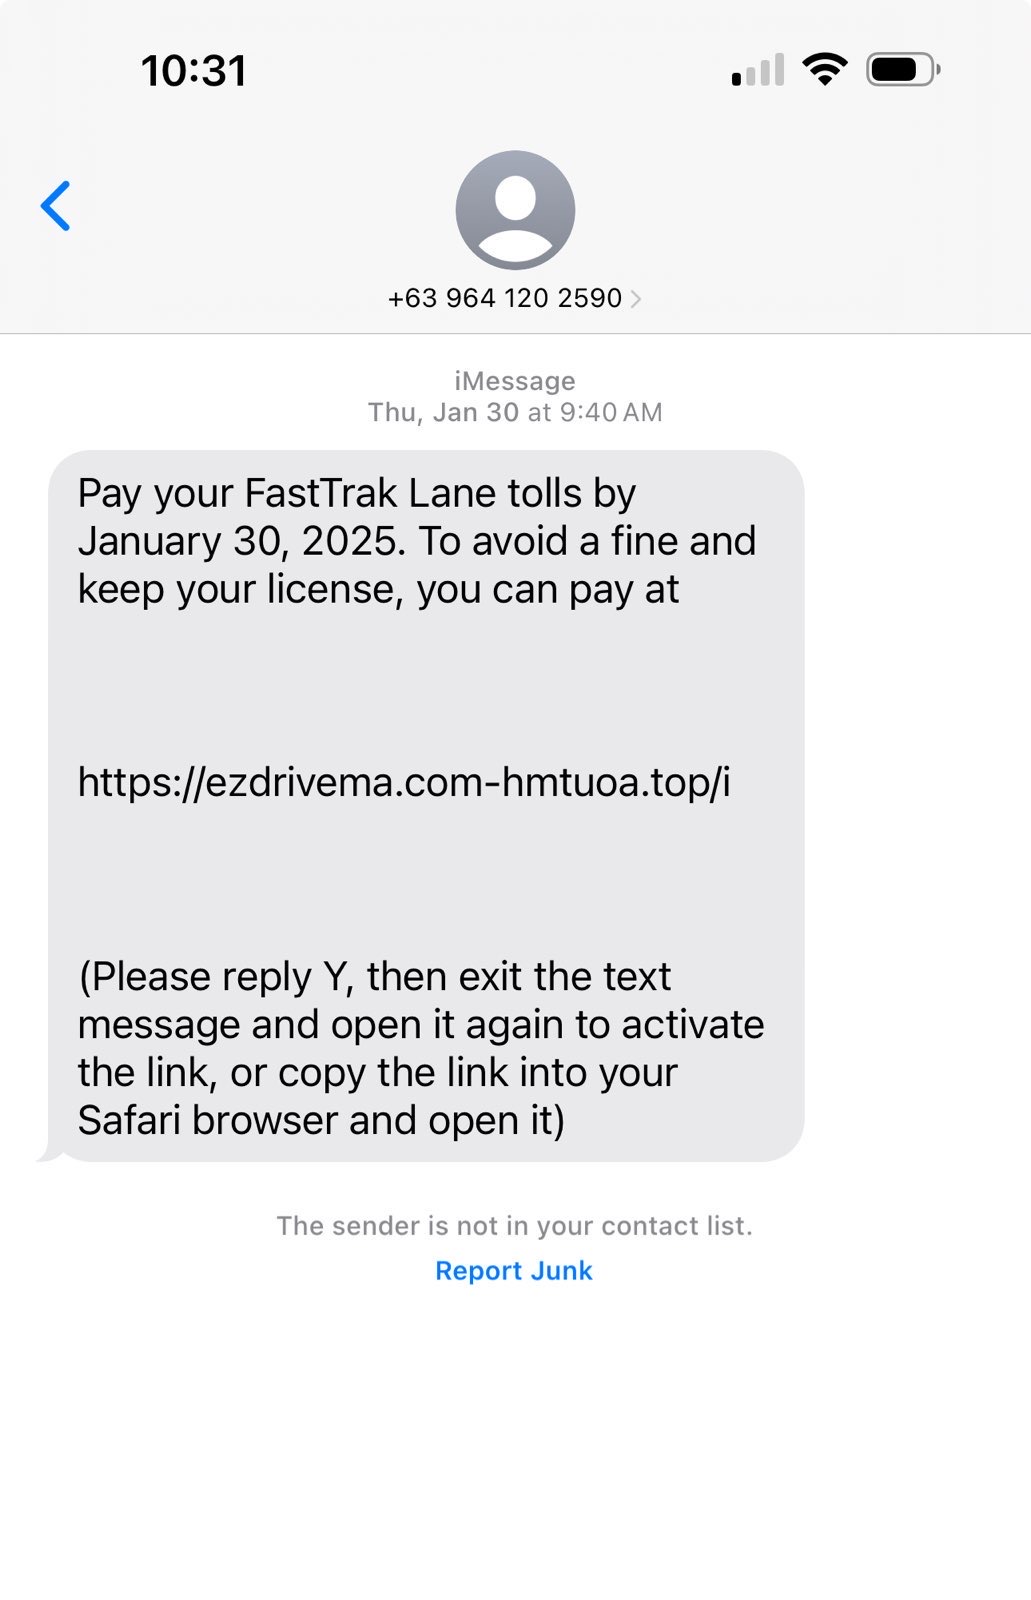 10:31
+63 964 120 2590
iMessage
Thu, Jan 30 at 9:40 AM
Pay your FastTrak Lane tolls by
January 30, 2025. To avoid a fine and
keep your license, you can pay at
https://ezdrivema.com-hmtuoa.top/i
(Please reply Y, then exit the text
message and open it again to activate
the link, or copy the link into your
Safari browser and open it)
The sender is not in your contact list.
Report Junk